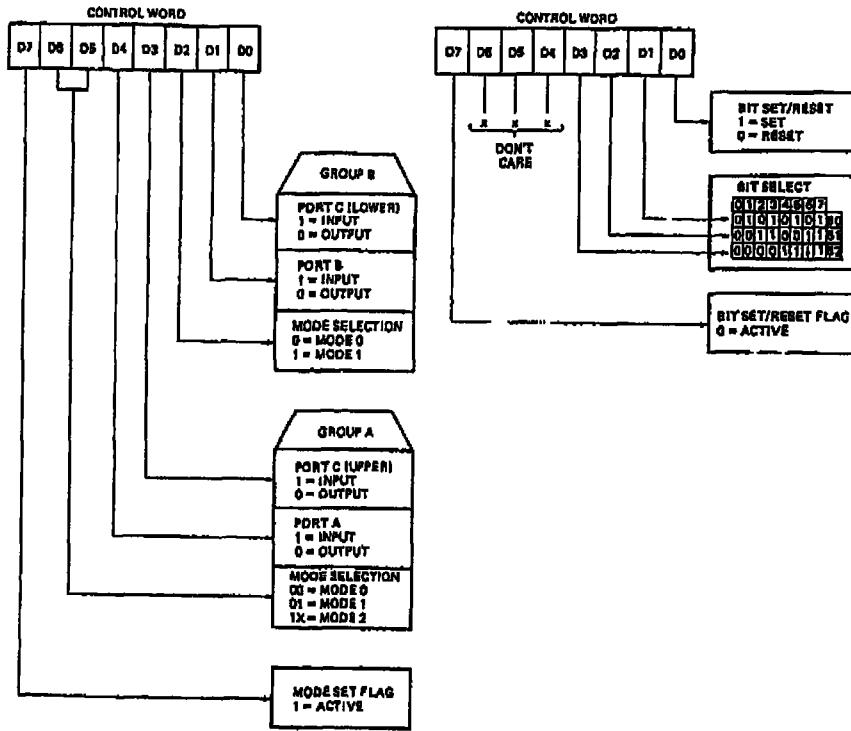 CONTROL WORD
D7 D6 D5 D4 D3 D2 D1 D0
GROUP B
PORT C (LOWER)
1 = INPUT
0 = OUTPUT
PORT B
1 = INPUT
0 = OUTPUT
MODE SELECTION
0 = MODE 0
1 = MODE 1
GROUP A
PORT C (UPPER)
1 = INPUT
0 = OUTPUT
PORT A
1 = INPUT
0 = OUTPUT
MODE SELECTION
00 = MODE 0
01 = MODE 1
1X = MODE 2
MODE SET FLAG
1 = ACTIVE
CONTROL WORD
D7 D6 D5 D4 D3 D2 D1 D0
X X X
DON'T
CARE
BIT SET/RESET
1 = SET
0 = RESET
BIT SELECT
0 1 2 3 4 5 6 7
0 1 0 1 0 1 0 1 B0
0 0 1 1 0 0 1 1 B1
0 0 0 0 1 1 1 1 B2
BIT SET/RESET FLAG
0 = ACTIVE